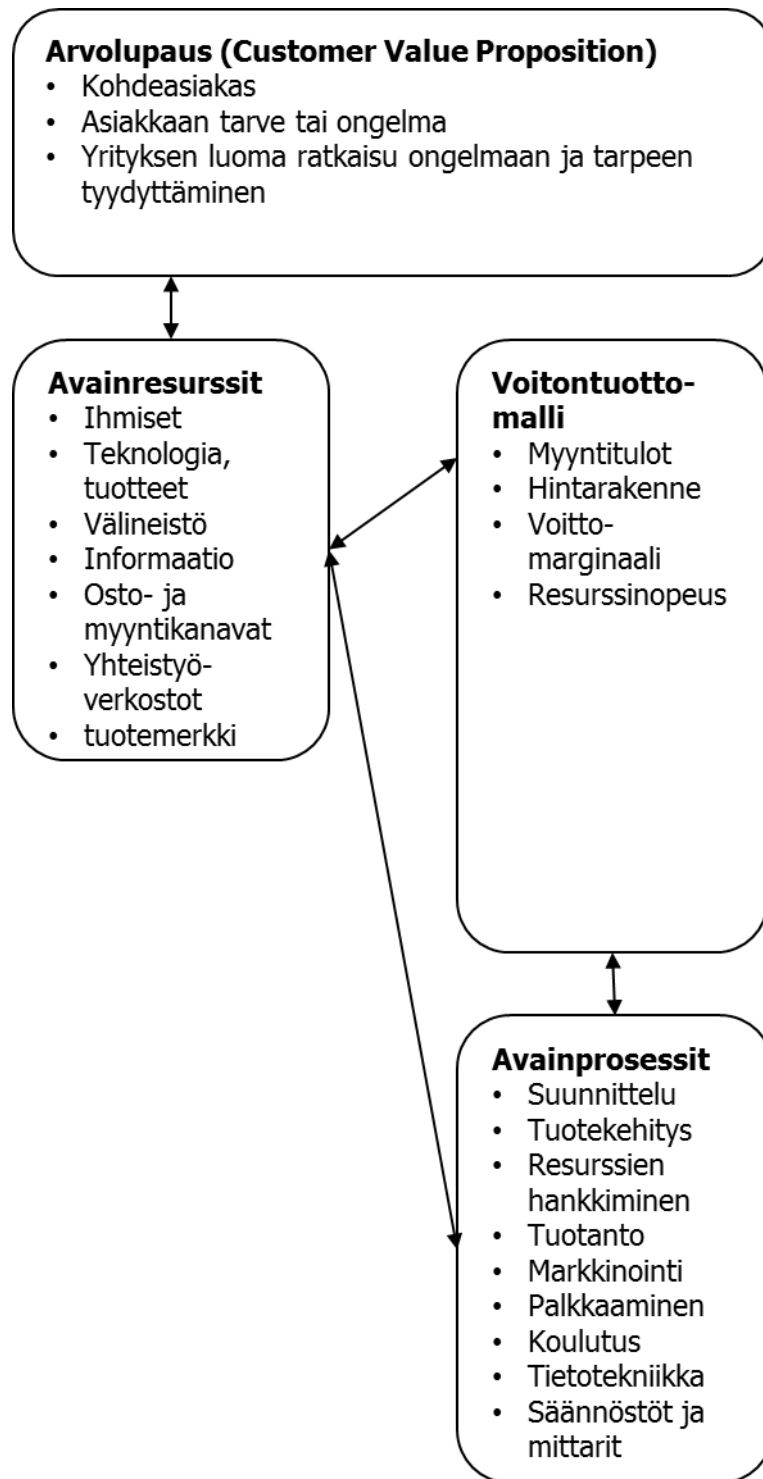 Arvolupaus (Customer Value Proposition)
• Kohdeasiakas
• Asiakkaan tarve tai ongelma
• Yrityksen luoma ratkaisu ongelmaan ja tarpeen
tyydyttäminen
Avainresurssit
• Ihmiset
• Teknologia,
tuotteet
• Välineistö
• Informaatio
• Osto- ja
myyntikanavat
• Yhteistyö-
verkostot
• tuotemerkki
Voitontuotto-
malli
• Myyntitulot
• Hintarakenne
• Voitto-
marginaali
• Resurssinopeus
Avainprosessit
• Suunnittelu
• Tuotekehitys
• Resurssien
hankkiminen
• Tuotanto
• Markkinointi
• Palkkaaminen
• Koulutus
• Tietotekniikka
• Säännöstöt ja
mittarit